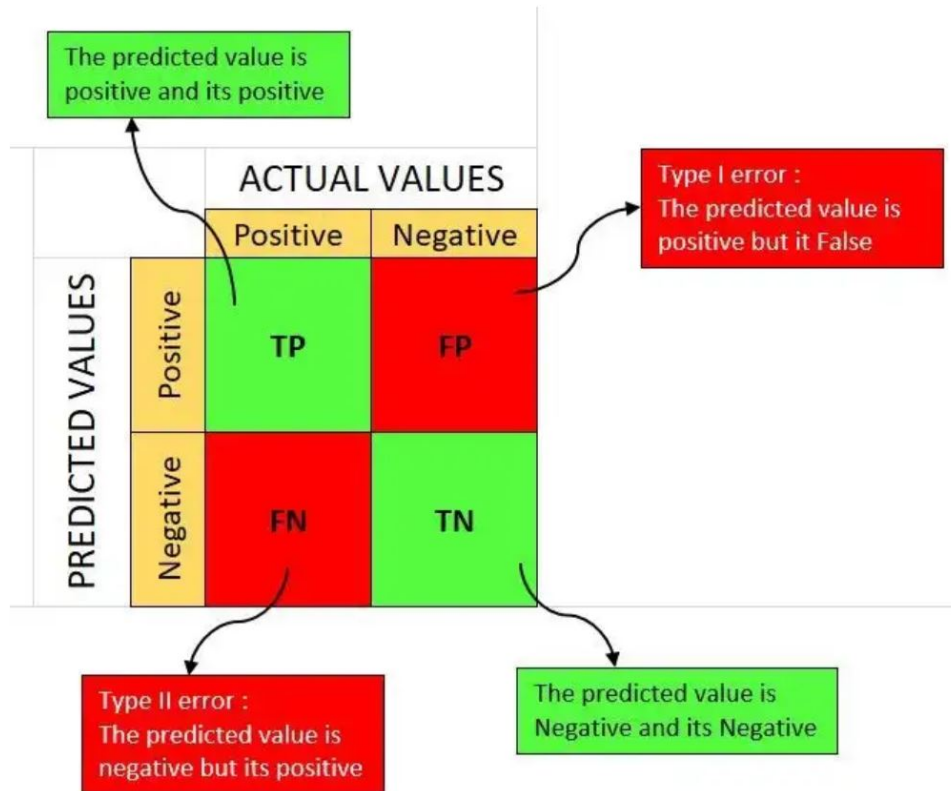 The predicted value is
positive and its positive
ACTUAL VALUES
Type I error :
The predicted value is
positive but it False
Positive
Negative
PREDICTED VALUES
Positive
TP
FP
Negative
FN
TN
Type II error :
The predicted value is
negative but its positive
The predicted value is
Negative and its Negative